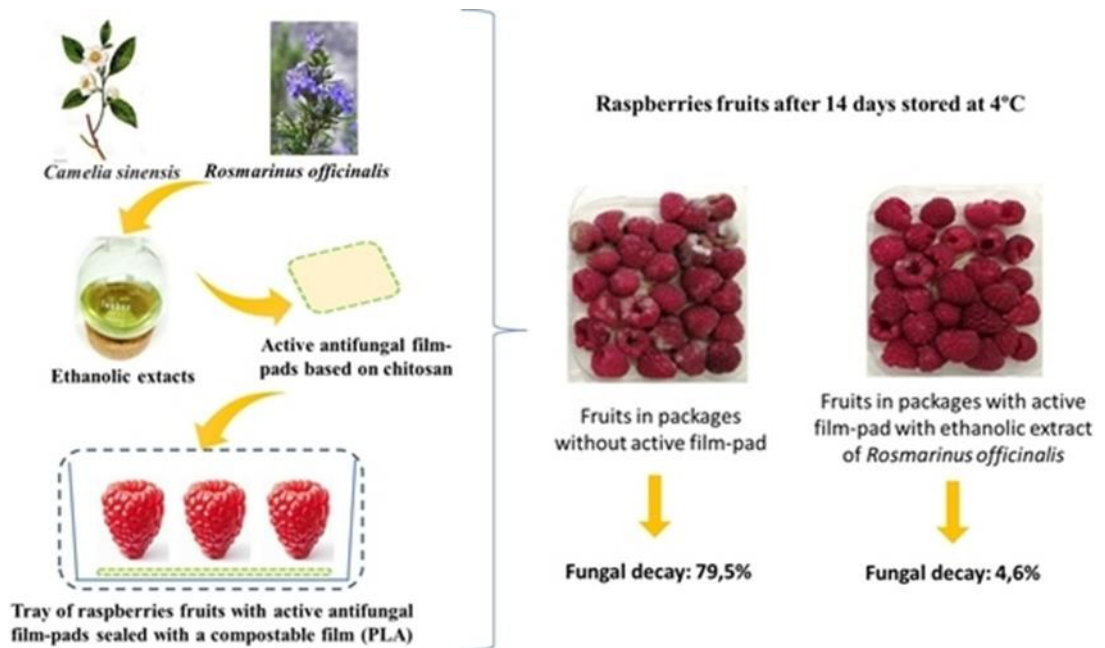 Camelia sinensis
Rosmarinus officinalis
Ethanolic extacts
Active antifungal film-
pads based on chitosan
Tray of raspberries fruits with active antifungal
film-pads sealed with a compostable film (PLA)
Raspberries fruits after 14 days stored at 4°C
Fruits in packages
without active film-pad
Fungal decay: 79,5%
Fruits in packages with active
film-pad with ethanolic extract
of Rosmarinus officinalis
Fungal decay: 4,6%